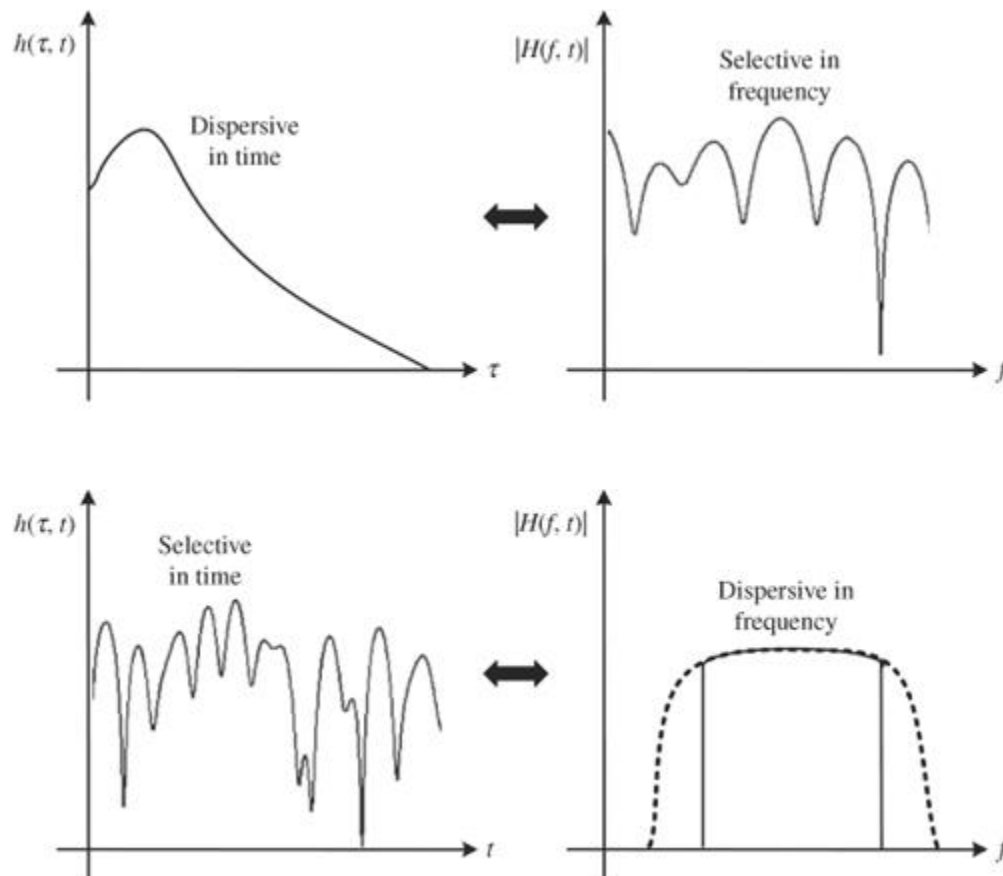 h(τ, t)
Dispersive
in time
τ
|H(f, t)|
Selective in
frequency
f
h(τ, t)
Selective
in time
t
|H(f, t)|
Dispersive in
frequency
f